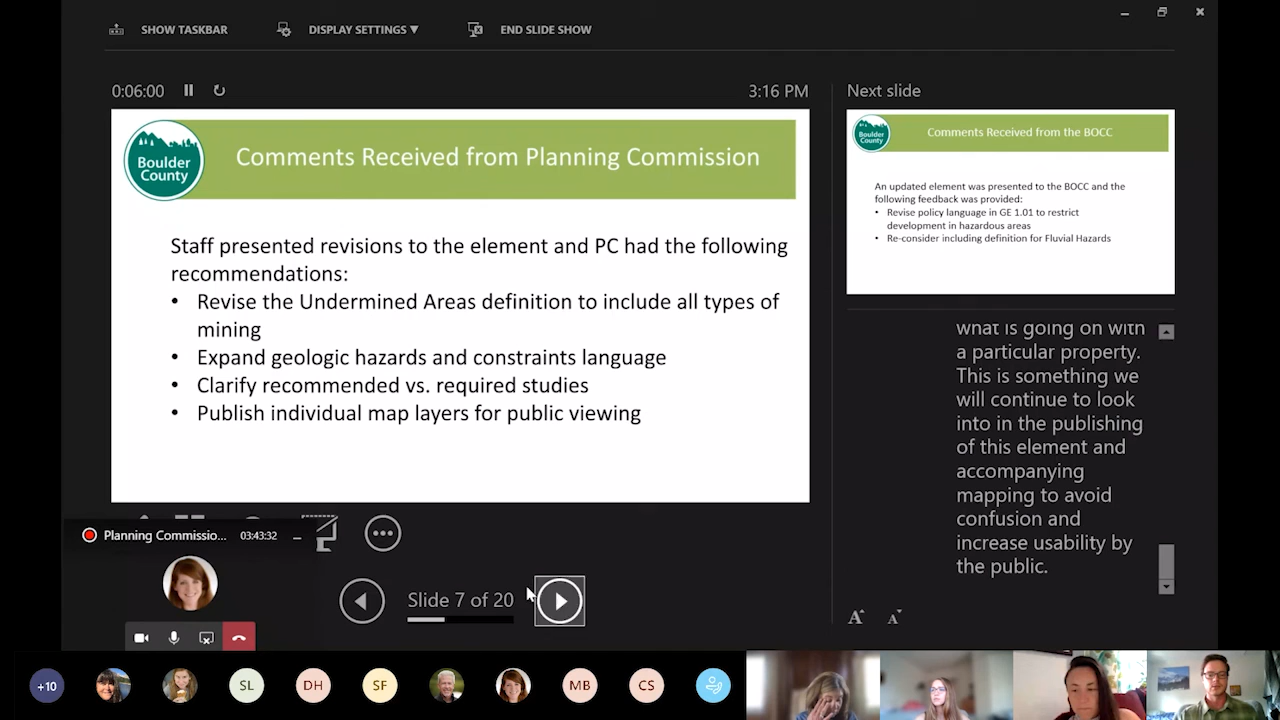 SHOW TASKBAR
DISPLAY SETTINGS ▼
END SLIDE SHOW
0:06:00
3:16 PM
Boulder
County
Comments Received from Planning Commission
Staff presented revisions to the element and PC had the following
recommendations:
• Revise the Undermined Areas definition to include all types of
mining
• Expand geologic hazards and constraints language
• Clarify recommended vs. required studies
• Publish individual map layers for public viewing
Next slide
Boulder
County
Comments Received from the BOCC
An updated element was presented to the BOCC and the
following feedback was provided:
• Revise policy language in GE 1.01 to restrict
development in hazardous areas
• Re-consider including definition for Fluvial Hazards
what is going on with
a particular property.
This is something we
will continue to look
into in the publishing
of this element and
accompanying
mapping to avoid
confusion and
increase usability by
the public.
A A
Planning Commissio...
03:43:32
Slide 7 of 20
+10
SL
DH
SF
MB
CS